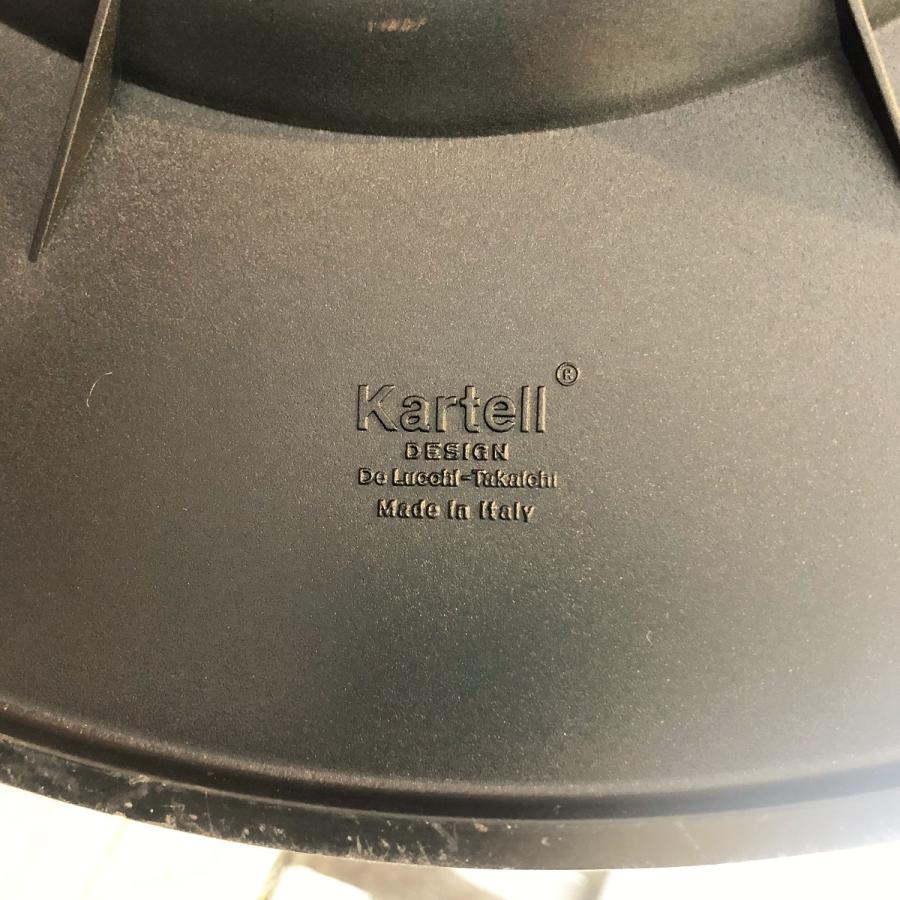 Kartell®
DESIGN
De Lucchi-Takaichi
Made in Italy